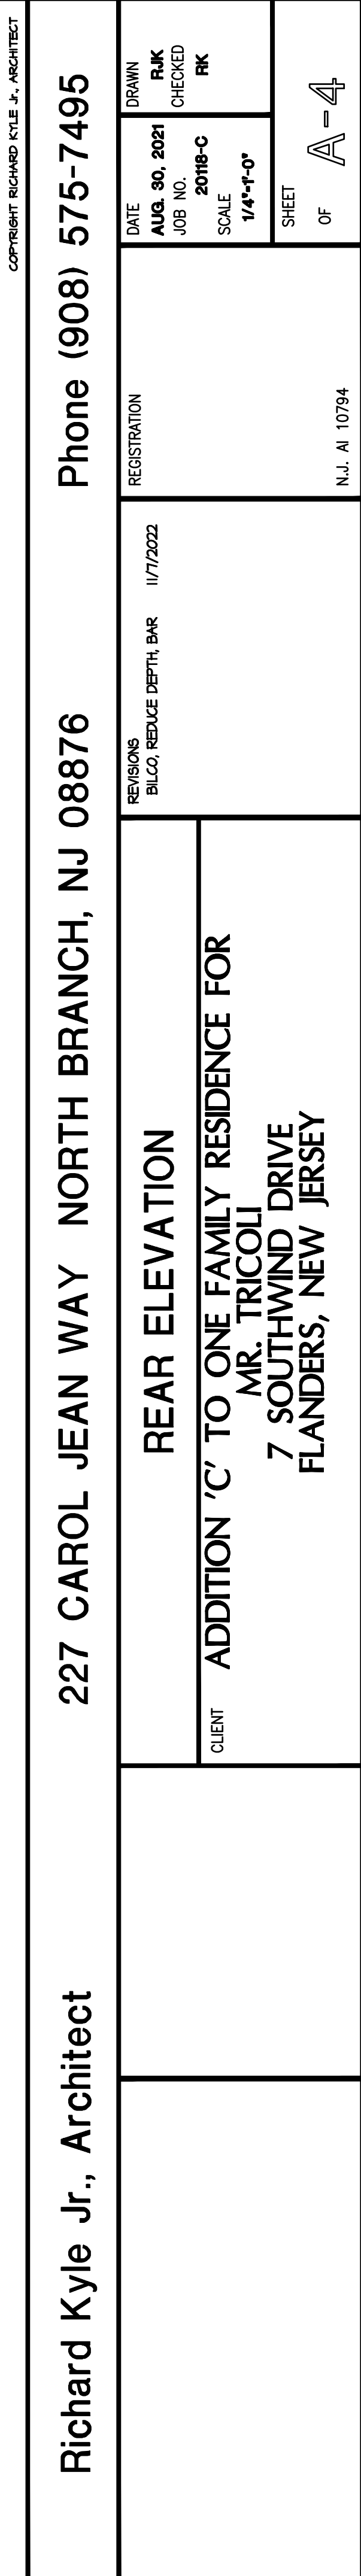 COPYRIGHT RICHARD KYLE Jr., ARCHITECT
Richard Kyle Jr., Architect 227 CAROL JEAN WAY NORTH BRANCH, NJ 08876 Phone (908) 575-7495
REAR ELEVATION
CLIENT
ADDITION 'C' TO ONE FAMILY RESIDENCE FOR
MR. TRICOLI
7 SOUTHWIND DRIVE
FLANDERS, NEW JERSEY
REVISIONS
BILCO, REDUCE DEPTH, BAR 11/7/2022
REGISTRATION
N.J. AI 10794
DATE
AUG. 30, 2021
JOB NO.
20118-C
SCALE
1/4"=1'-0"
DRAWN
RJK
CHECKED
RK
SHEET
A-4
OF